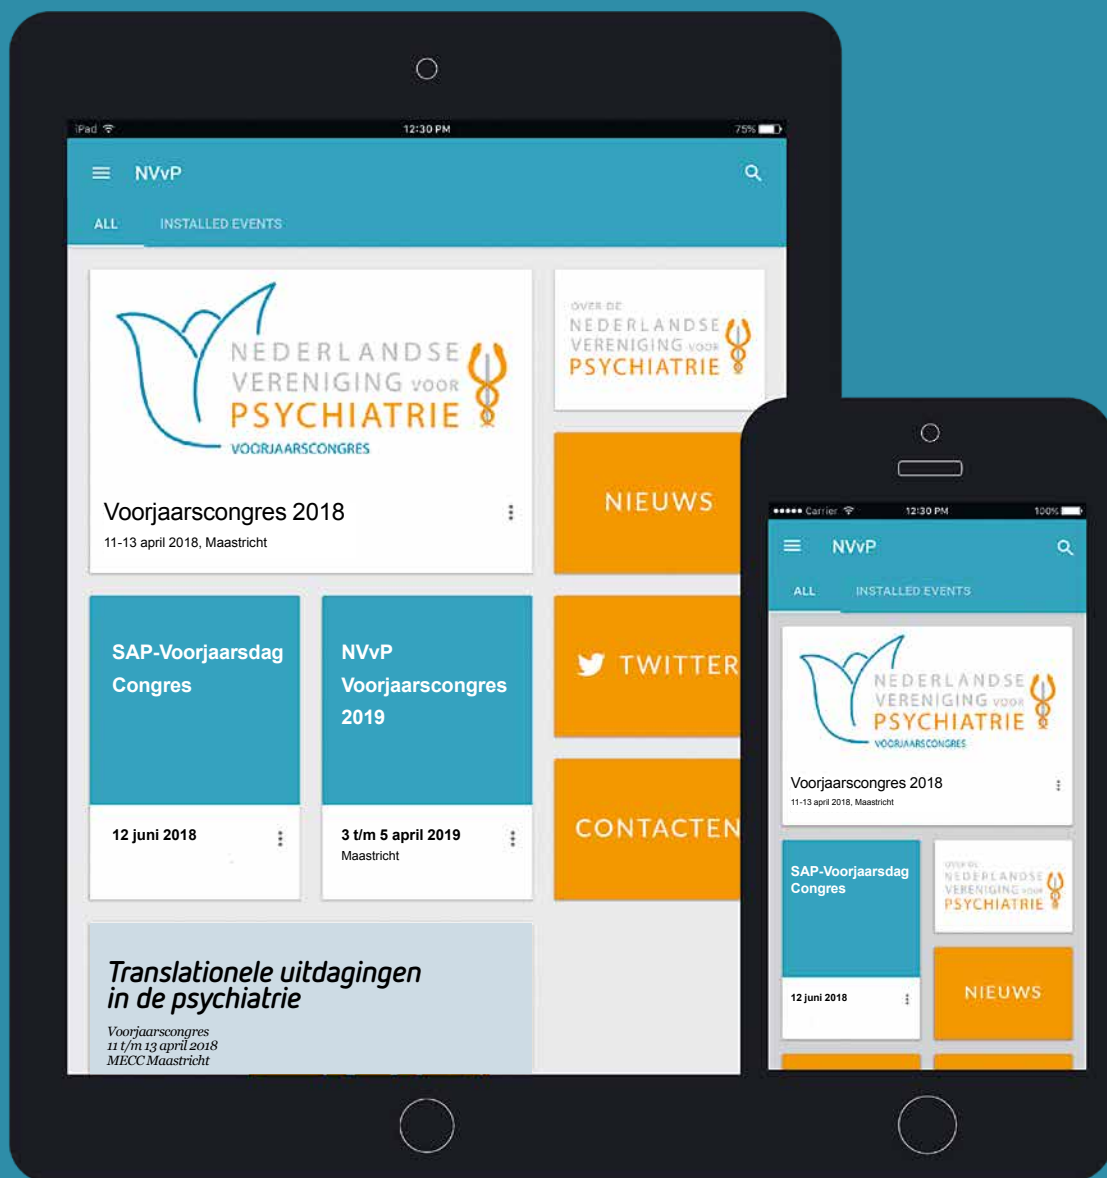 iPad
12:30 PM
75%
NVvP
ALL
INSTALLED EVENTS
NEDERLANDSE
VERENIGING VOOR
PSYCHIATRIE
VOORJAARSCONGRES
Voorjaarscongres 2018
11-13 april 2018, Maastricht
OVER DE
NEDERLANDSE
VERENIGING VOOR
PSYCHIATRIE
NIEUWS
SAP-Voorjaarsdag
Congres
12 juni 2018
NVvP
Voorjaarscongres
2019
3 t/m 5 april 2019
Maastricht
TWITTER
CONTACTEN
Translationele uitdagingen
in de psychiatrie
Voorjaarscongres
11 t/m 13 april 2018
MECC Maastricht
Carrier
12:30 PM
100%
NVvP
ALL
INSTALLED EVENTS
NEDERLANDSE
VERENIGING VOOR
PSYCHIATRIE
VOORJAARSCONGRES
Voorjaarscongres 2018
11-13 april 2018, Maastricht
SAP-Voorjaarsdag
Congres
12 juni 2018
OVER DE
NEDERLANDSE
VERENIGING VOOR
PSYCHIATRIE
NIEUWS